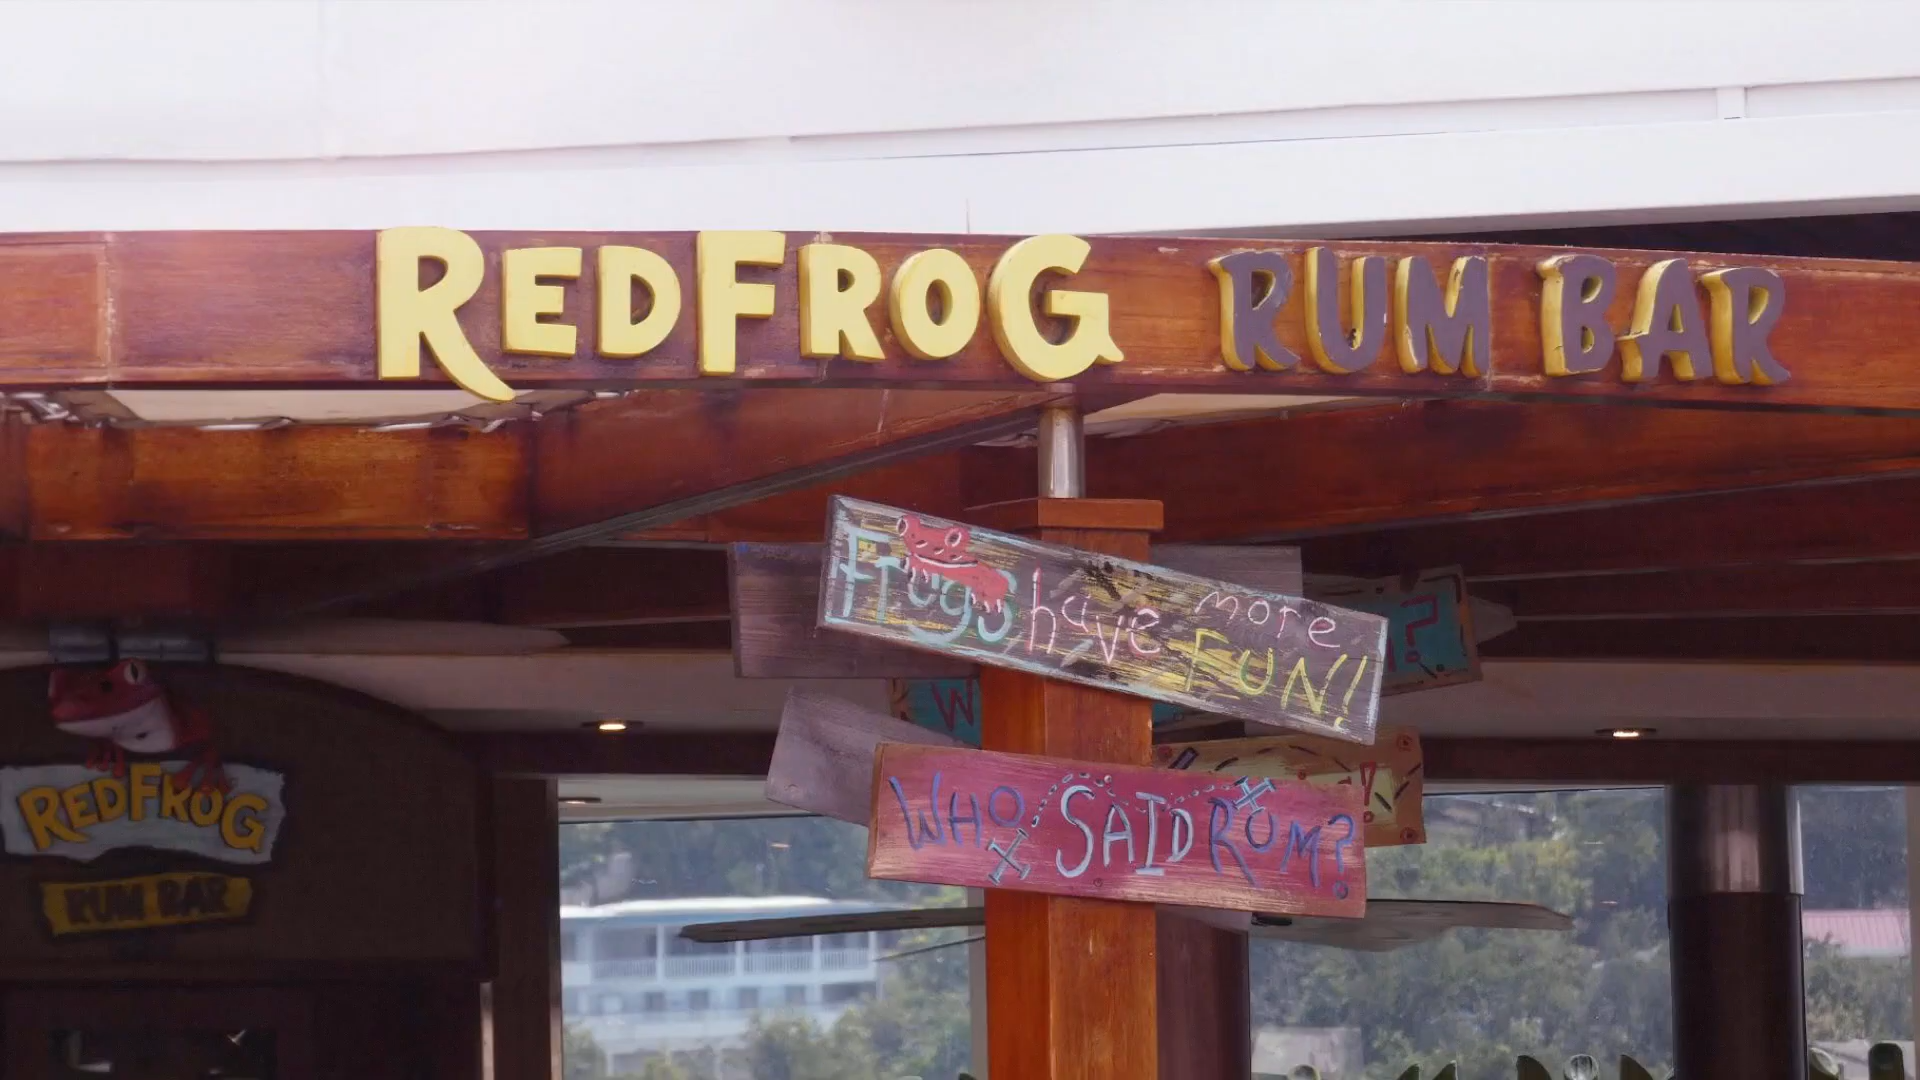 REDFROG RUM BAR
Frogs have more FUN!
?
W
WHO SAID RUM?
?
REDFROG
RUM BAR